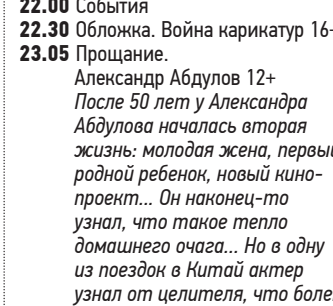 22.00 События
22.30 Обложка. Война карикатур 16+
23.05 Прощание.
Александр Абдулов 12+
После 50 лет у Александра
Абдулова началась вторая
жизнь: молодая жена, первый
родной ребенок, новый кино-
проект... Он наконец-то
узнал, что такое тепло
домашнего очага... Но в одну
из поездок в Китай актер
узнал от целителя, что